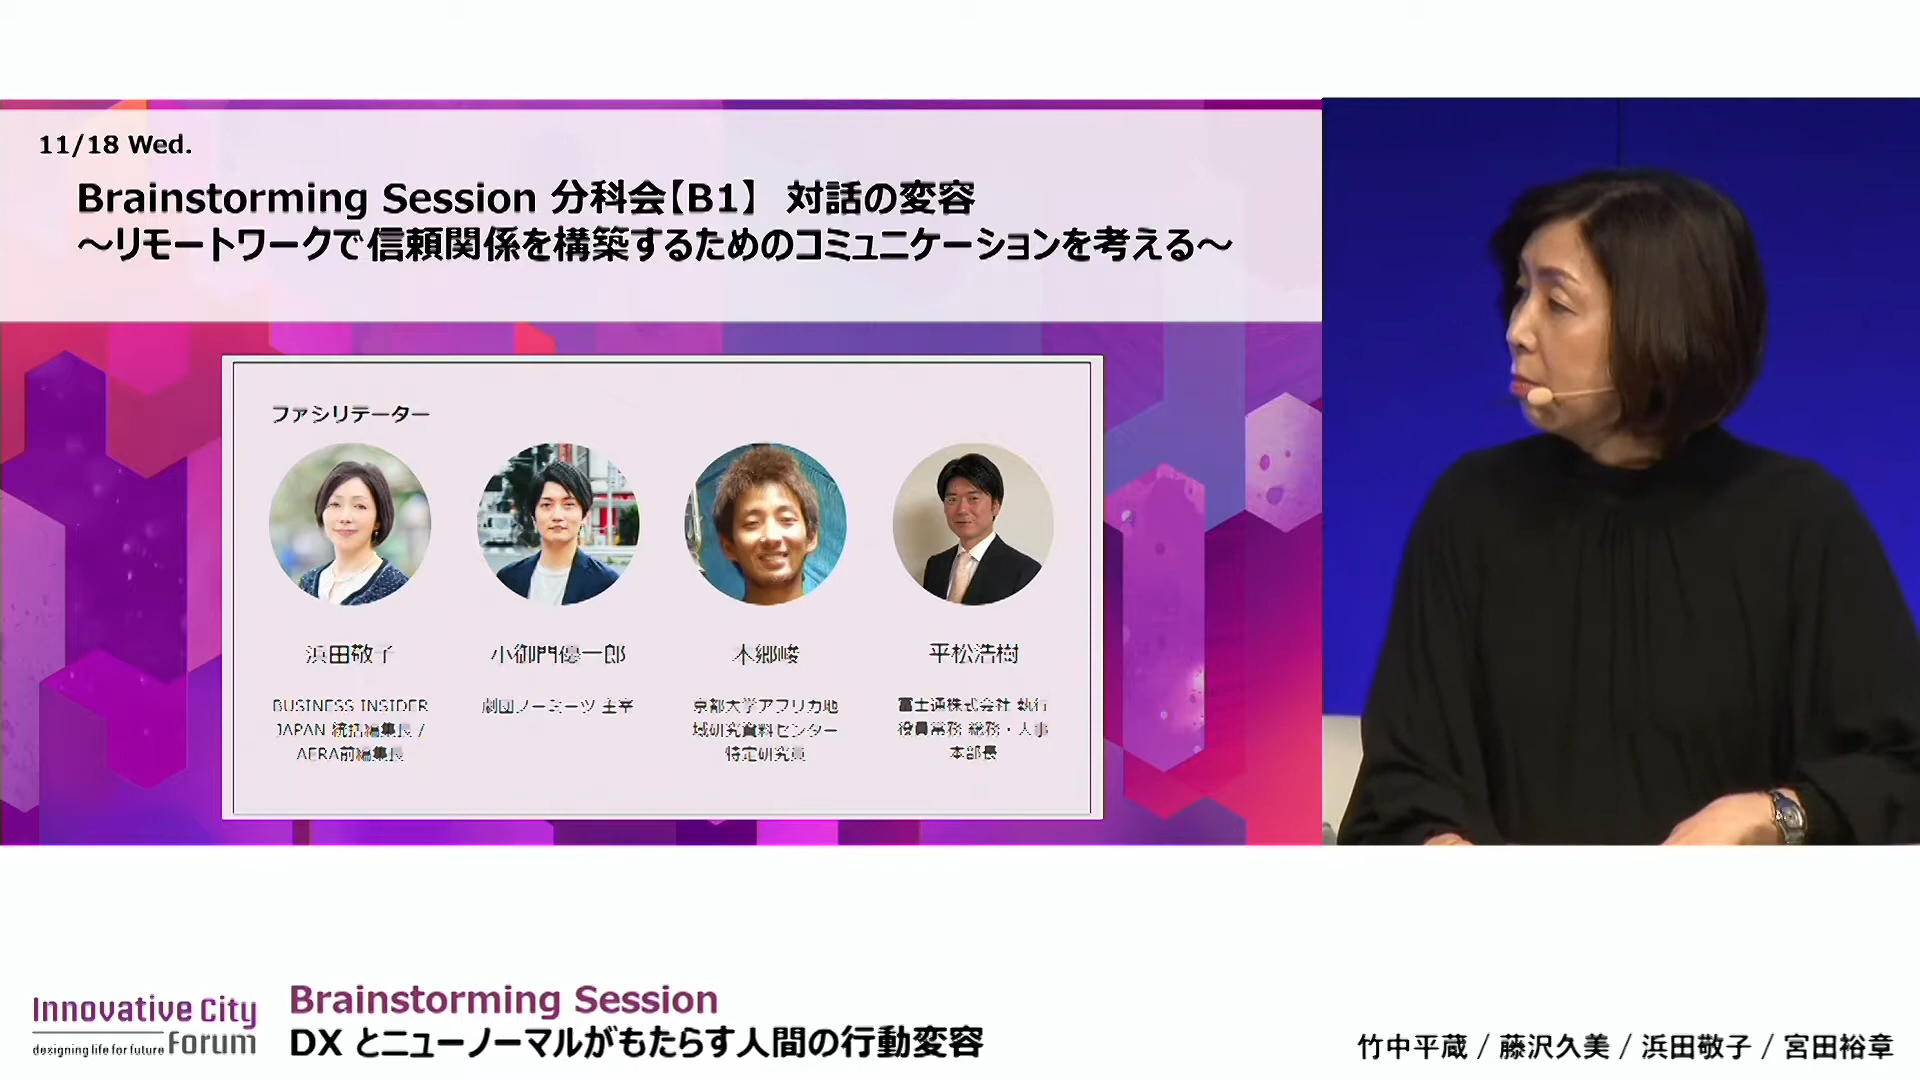 11/18 Wed.
Brainstorming Session 分科会【B1】 対話の変容
～リモートワークで信頼関係を構築するためのコミュニケーションを考える～
ファシリテーター
浜田敬子
小御門優一郎
木郷峻
平松浩樹
BUSINESS INSIDER
JAPAN 統括編集長 /
AERA前編集長
劇団ノーミーツ 主宰
京都大学アフリカ地
域研究資料センター
特定研究員
富士通株式会社 執行
役員常務 総務・人事
本部長
Innovative City
Forum
designing life for future
Brainstorming Session
DX とニューノーマルがもたらす人間の行動変容
竹中平蔵 / 藤沢久美 / 浜田敬子 / 宮田裕章